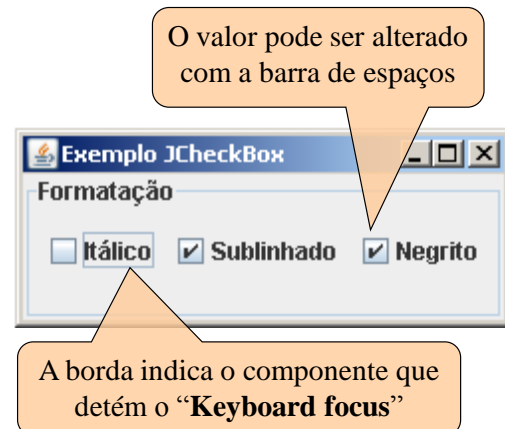 O valor pode ser alterado
com a barra de espaços
Exemplo JCheckBox
Formatação
Itálico Sublinhado Negrito
A borda indica o componente que
detém o “Keyboard focus”